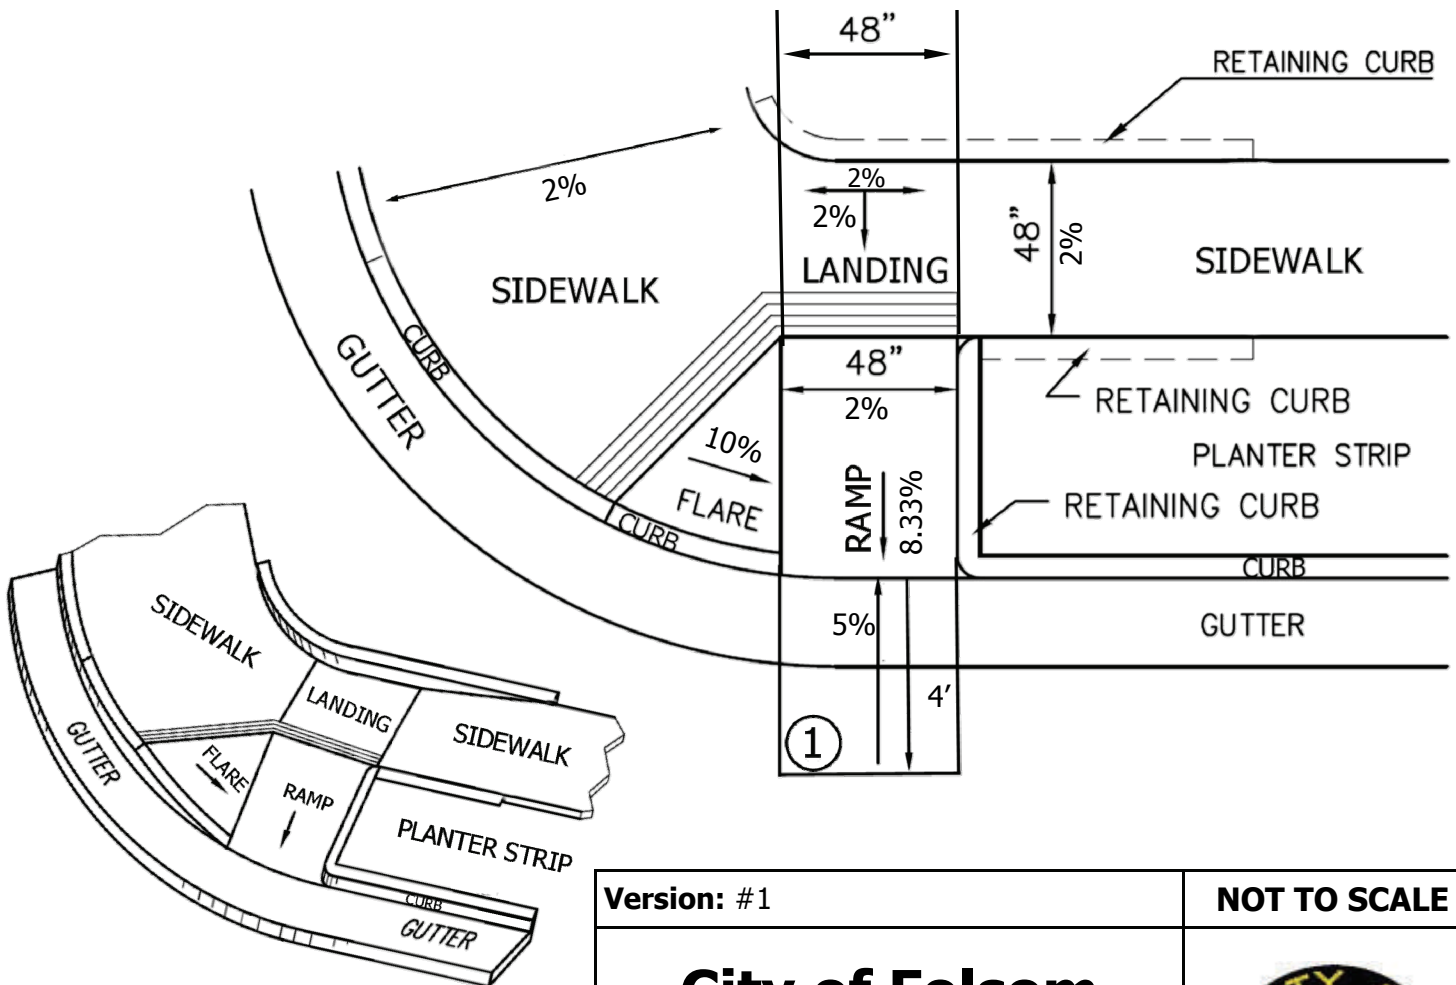 48”
RETAINING CURB
2%
2%
2%
48”
2%
LANDING
SIDEWALK
SIDEWALK
CURB
GUTTER
48”
2%
RETAINING CURB
10%
PLANTER STRIP
FLARE
RAMP
8.33%
RETAINING CURB
CURB
CURB
5%
GUTTER
4’
1
SIDEWALK
LANDING
SIDEWALK
GUTTER
FLARE
RAMP
PLANTER STRIP
CURB
GUTTER
Version: #1
NOT TO SCALE
City of Folsom